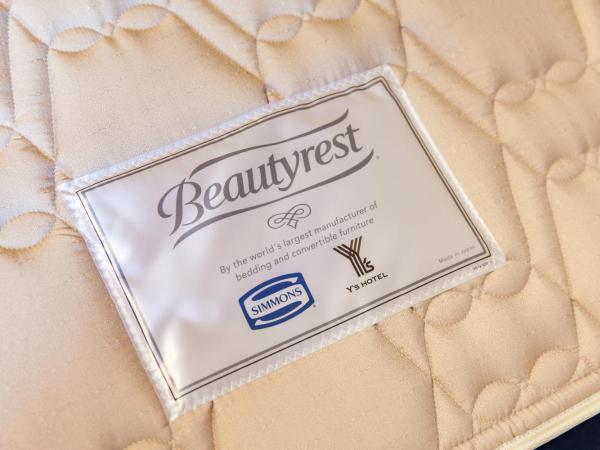 Beautyrest
By the world's largest manufacturer of
bedding and convertible furniture
SIMMONS
Y's
Y'S HOTEL
Made in Japan